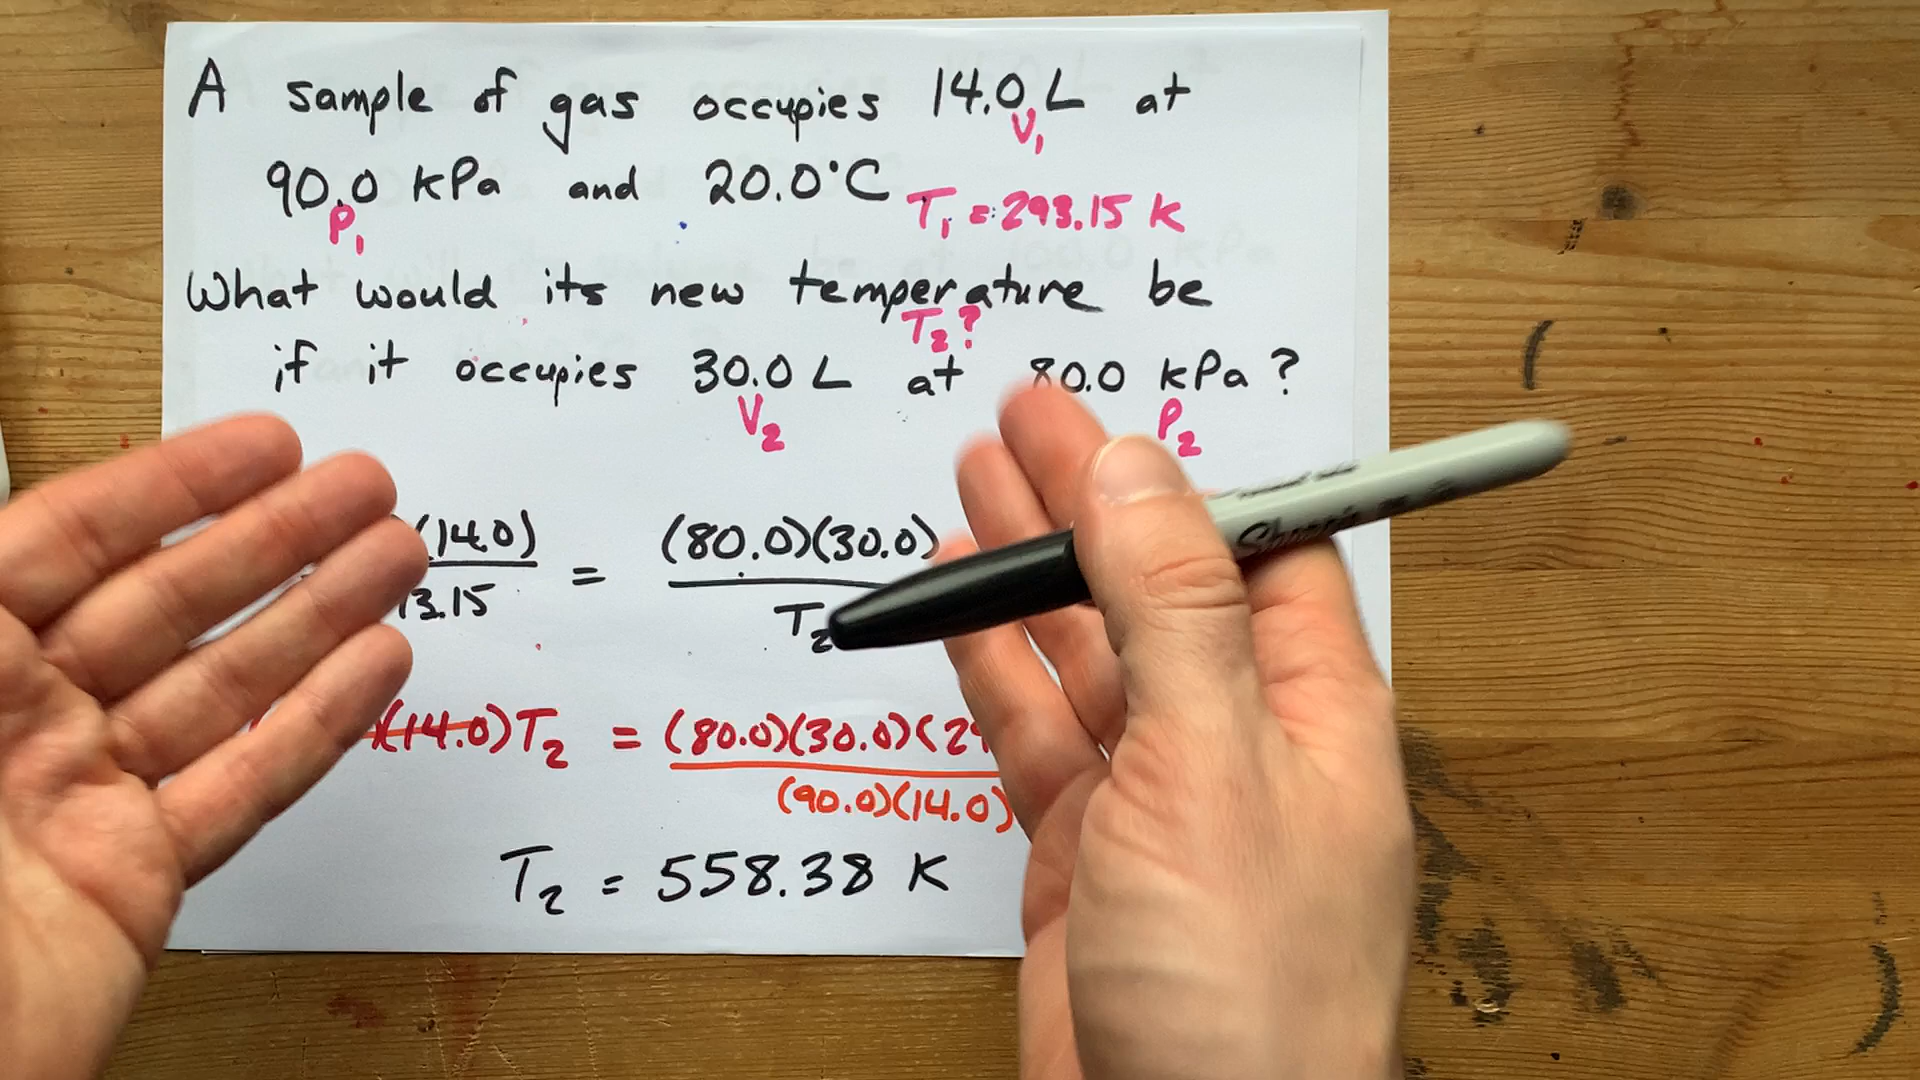 A sample of gas occupies 14.0 L at
V₁
90.0 kPa and 20.0°C T₁ = 293.15 K
P₁
What would its new temperature be
T₂?
if it occupies 30.0 L at 80.0 kPa?
V₂ P₂
(14.0) = (80.0)(30.0)
3.15 T₂
(14.0)T₂ = (80.0)(30.0)(29
(90.0)(14.0)
T₂ = 558.38 K
Sharpie